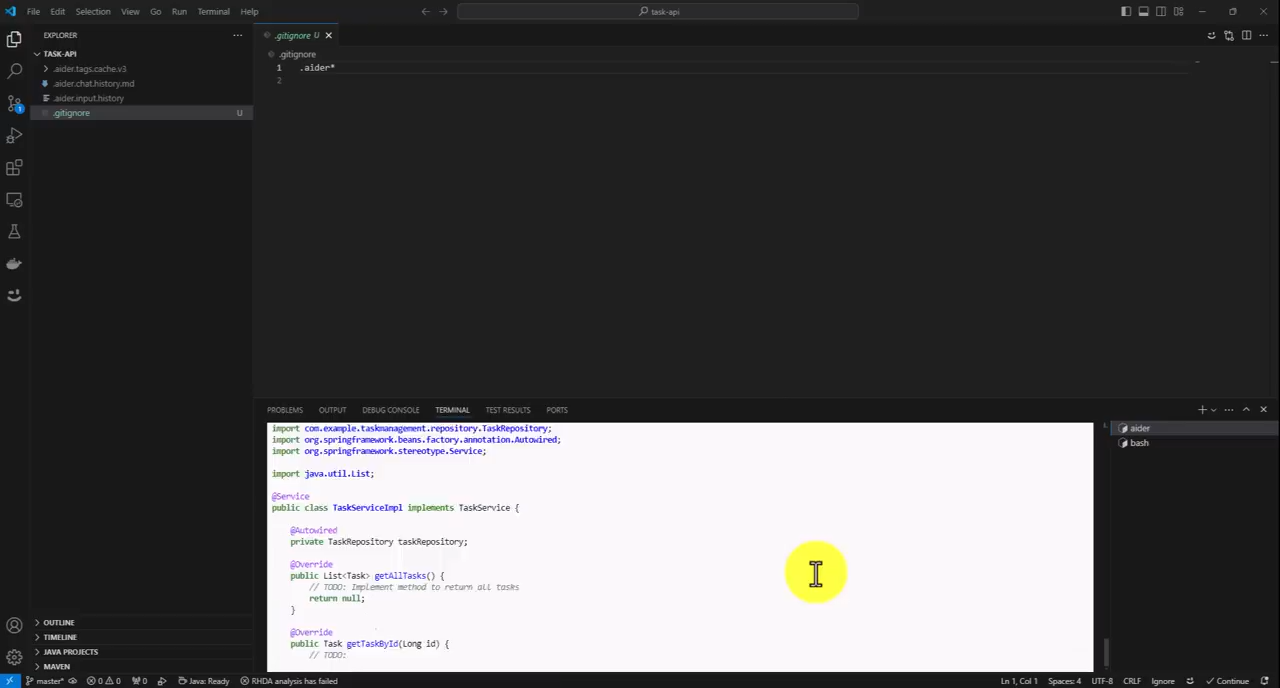 File Edit Selection View Go Run Terminal Help
task-api
EXPLORER
TASK-API
.aider.tags.cache.v3
.aider.chat.history.md
.aider.input.history
.gitignore U
.gitignore U
.gitignore
1 .aider*
2
PROBLEMS OUTPUT DEBUG CONSOLE TERMINAL TEST RESULTS PORTS
import com.example.taskmanagement.repository.TaskRepository;
import org.springframework.beans.factory.annotation.Autowired;
import org.springframework.stereotype.Service;
import java.util.List;
@Service
public class TaskServiceImpl implements TaskService {
@Autowired
private TaskRepository taskRepository;
@Override
public List<Task> getAllTasks() {
// TODO: Implement method to return all tasks
return null;
}
@Override
public Task getTaskById(Long id) {
// TODO:
aider
bash
OUTLINE
TIMELINE
JAVA PROJECTS
MAVEN
1
master* 0 0 0 Java: Ready RHDA analysis has failed
Ln 1, Col 1 Spaces: 4 UTF-8 CRLF Ignore Continue